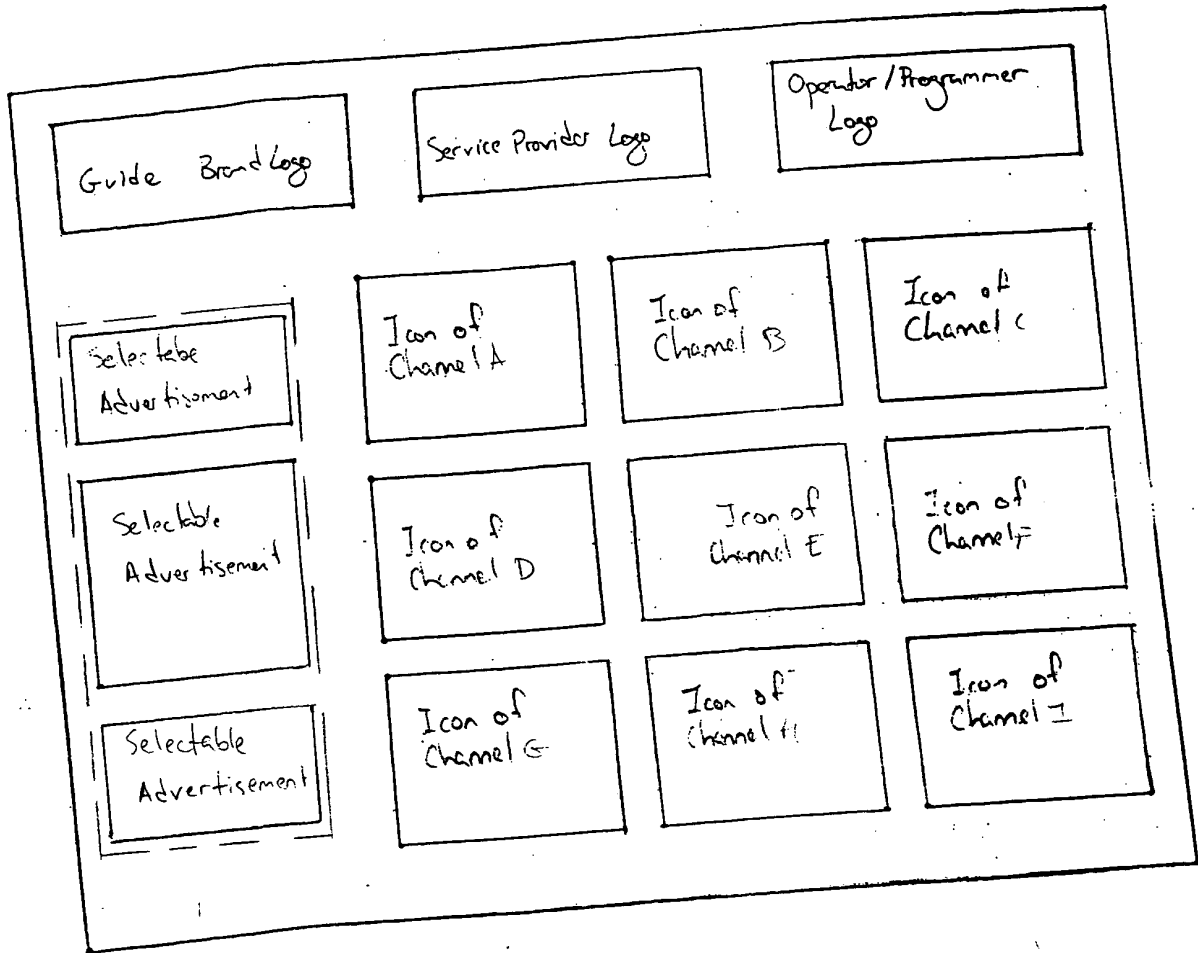 Guide Brand Logo
Service Provider Logo
Operator/Programmer
Logo
Selectabe
Advertisement
Selectable
Advertisement
Selectable
Advertisement
Icon of
Channel A
Icon of
Channel B
Icon of
Channel C
Icon of
Channel D
Icon of
Channel E
Icon of
Channel F
Icon of
Channel G
Icon of
Channel H
Icon of
Channel I